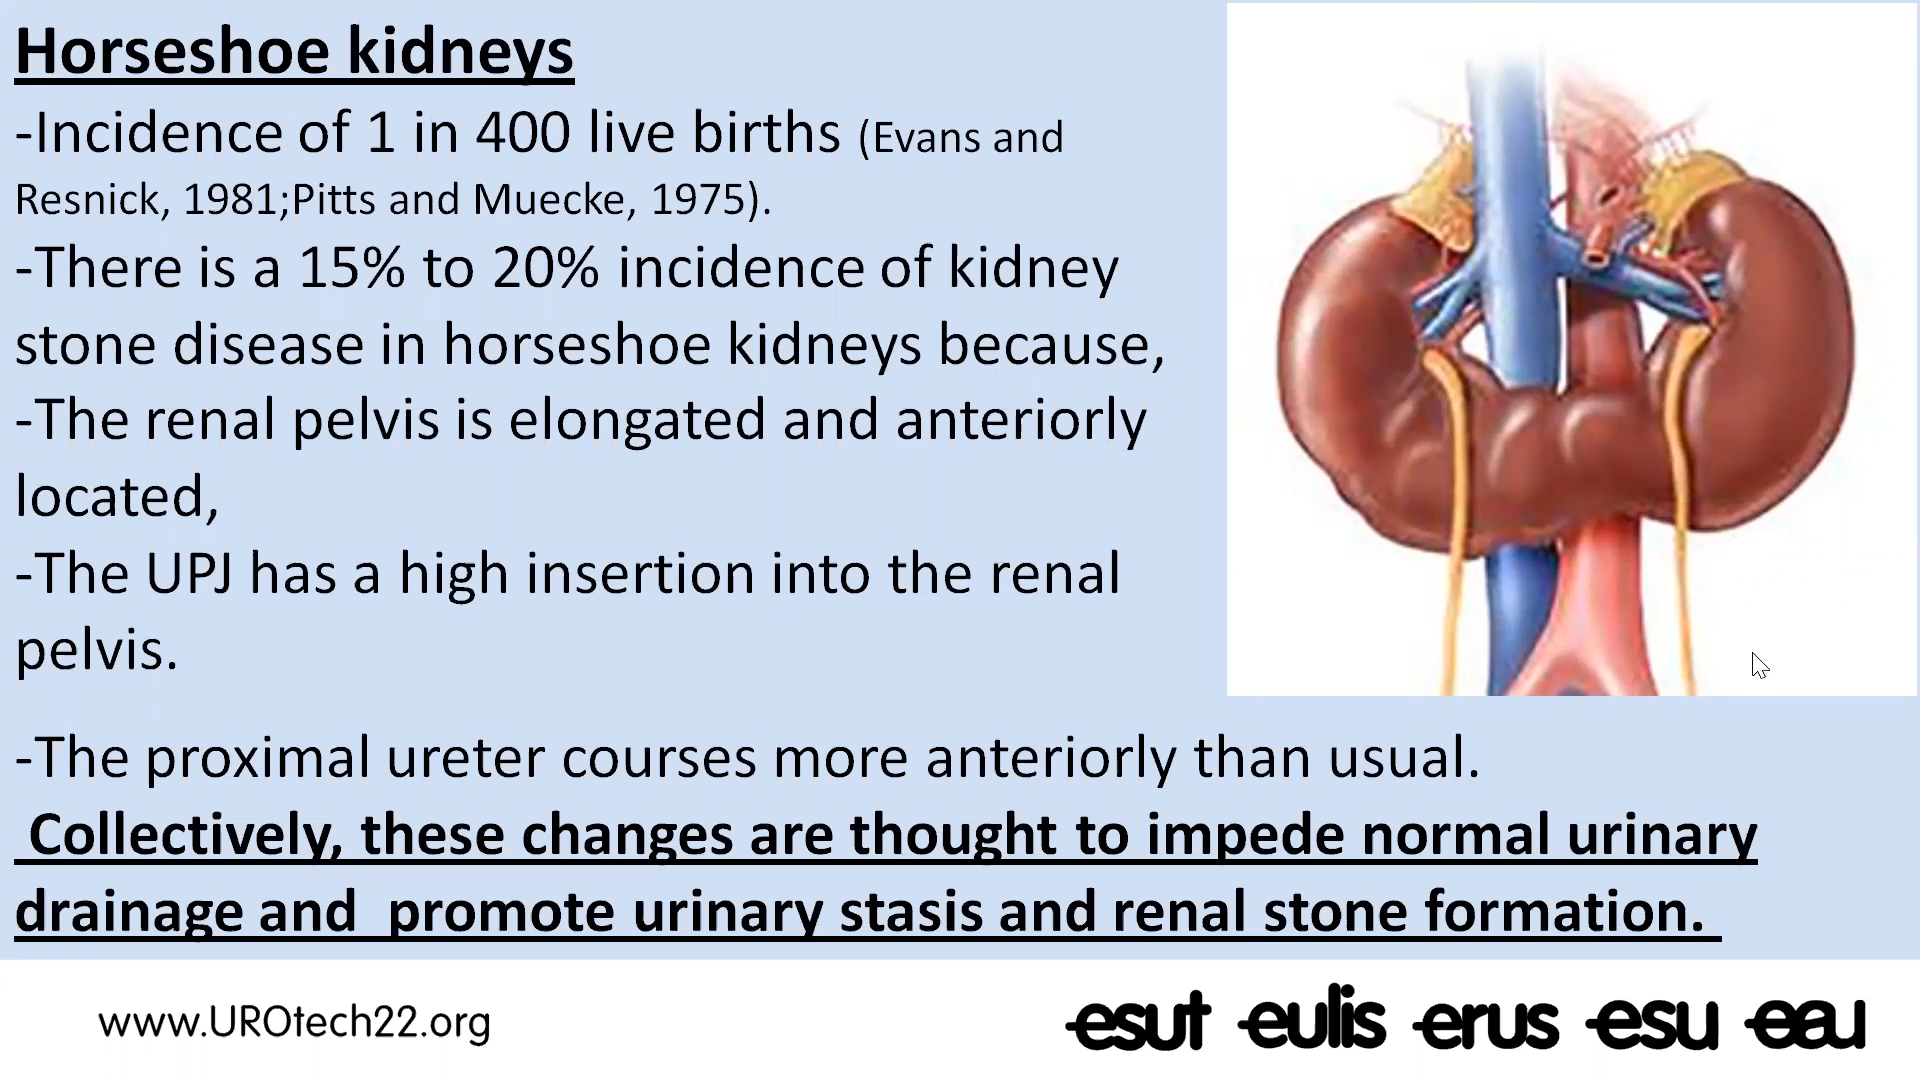 Horseshoe kidneys
-Incidence of 1 in 400 live births (Evans and
Resnick, 1981;Pitts and Muecke, 1975).
-There is a 15% to 20% incidence of kidney
stone disease in horseshoe kidneys because,
-The renal pelvis is elongated and anteriorly
located,
-The UPJ has a high insertion into the renal
pelvis.
-The proximal ureter courses more anteriorly than usual.
Collectively, these changes are thought to impede normal urinary
drainage and  promote urinary stasis and renal stone formation.
www.UROtech22.org
esut eulis erus esu eau